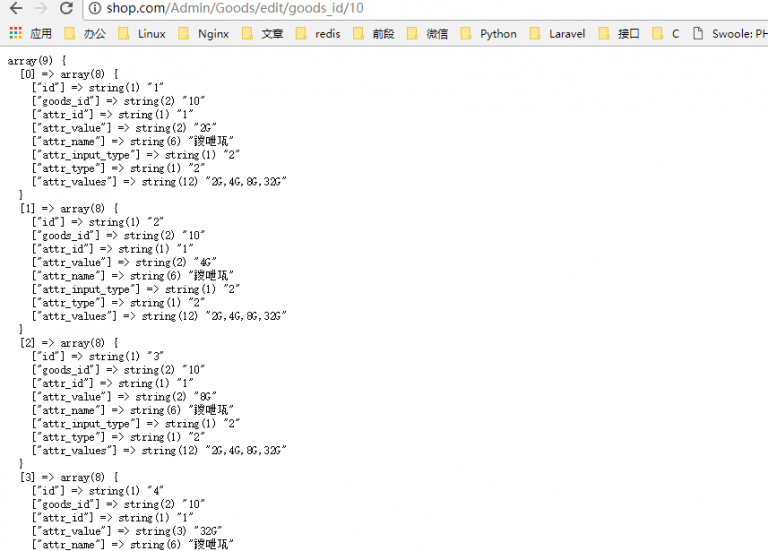 shop.com/Admin/Goods/edit/goods_id/10
应用 办公 Linux Nginx 文章 redis 前段 微信 Python Laravel 接口 C Swoole: PH
array(9) {
[0] => array(8) {
["id"] => string(1) "1"
["goods_id"] => string(2) "10"
["attr_id"] => string(1) "1"
["attr_value"] => string(2) "2G"
["attr_name"] => string(6) "鍐呭瓨"
["attr_input_type"] => string(1) "2"
["attr_type"] => string(1) "2"
["attr_values"] => string(12) "2G,4G,8G,32G"
}
[1] => array(8) {
["id"] => string(1) "2"
["goods_id"] => string(2) "10"
["attr_id"] => string(1) "1"
["attr_value"] => string(2) "4G"
["attr_name"] => string(6) "鍐呭瓨"
["attr_input_type"] => string(1) "2"
["attr_type"] => string(1) "2"
["attr_values"] => string(12) "2G,4G,8G,32G"
}
[2] => array(8) {
["id"] => string(1) "3"
["goods_id"] => string(2) "10"
["attr_id"] => string(1) "1"
["attr_value"] => string(2) "8G"
["attr_name"] => string(6) "鍐呭瓨"
["attr_input_type"] => string(1) "2"
["attr_type"] => string(1) "2"
["attr_values"] => string(12) "2G,4G,8G,32G"
}
[3] => array(8) {
["id"] => string(1) "4"
["goods_id"] => string(2) "10"
["attr_id"] => string(1) "1"
["attr_value"] => string(3) "32G"
["attr_name"] => string(6) "鍐呭瓨"